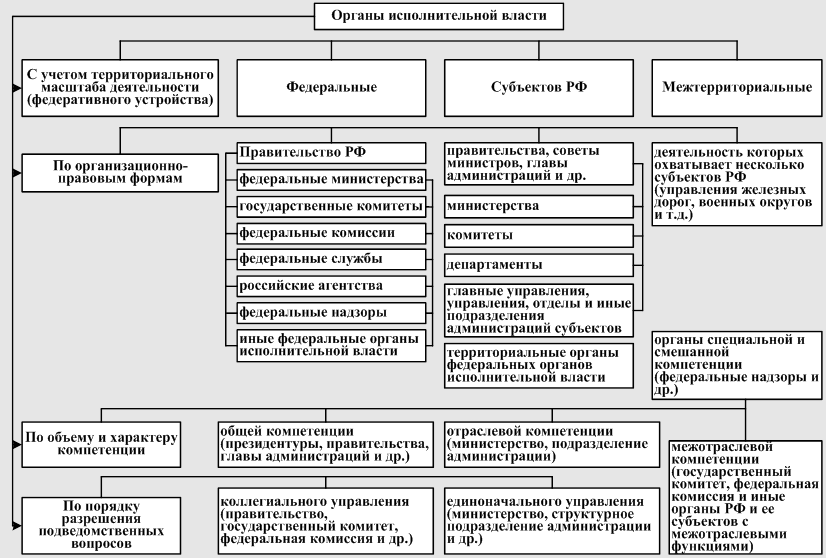 Органы исполнительной власти
С учетом территориального
масштаба деятельности
(федеративного устройства)
Федеральные
Субъектов РФ
Межтерриториальные
По организационно-
правовым формам
Правительство РФ
федеральные министерства
государственные комитеты
федеральные комиссии
федеральные службы
российские агентства
федеральные надзоры
иные федеральные органы
исполнительной власти
правительства, советы
министров, главы
администраций и др.
министерства
комитеты
департаменты
главные управления,
управления, отделы и иные
подразделения
администраций субъектов
территориальные органы
федеральных органов
исполнительной власти
деятельность которых
охватывает несколько
субъектов РФ
(управления железных
дорог, военных округов
и т.д.)
органы специальной и
смешанной
компетенции
(федеральные надзоры и
др.)
По объему и характеру
компетенции
общей компетенции
(президентуры, правительства,
главы администраций и др.)
отраслевой компетенции
(министерство, подразделение
администрации)
межотраслевой
компетенции
(государственный
комитет, федеральная
комиссия и иные
органы РФ и ее
субъектов с
межотраслевыми
функциями)
По порядку
разрешения
подведомственных
вопросов
коллегиального управления
(правительство,
государственный комитет,
федеральная комиссия и др.)
единоначального управления
(министерство, структурное
подразделение администрации
и др.)